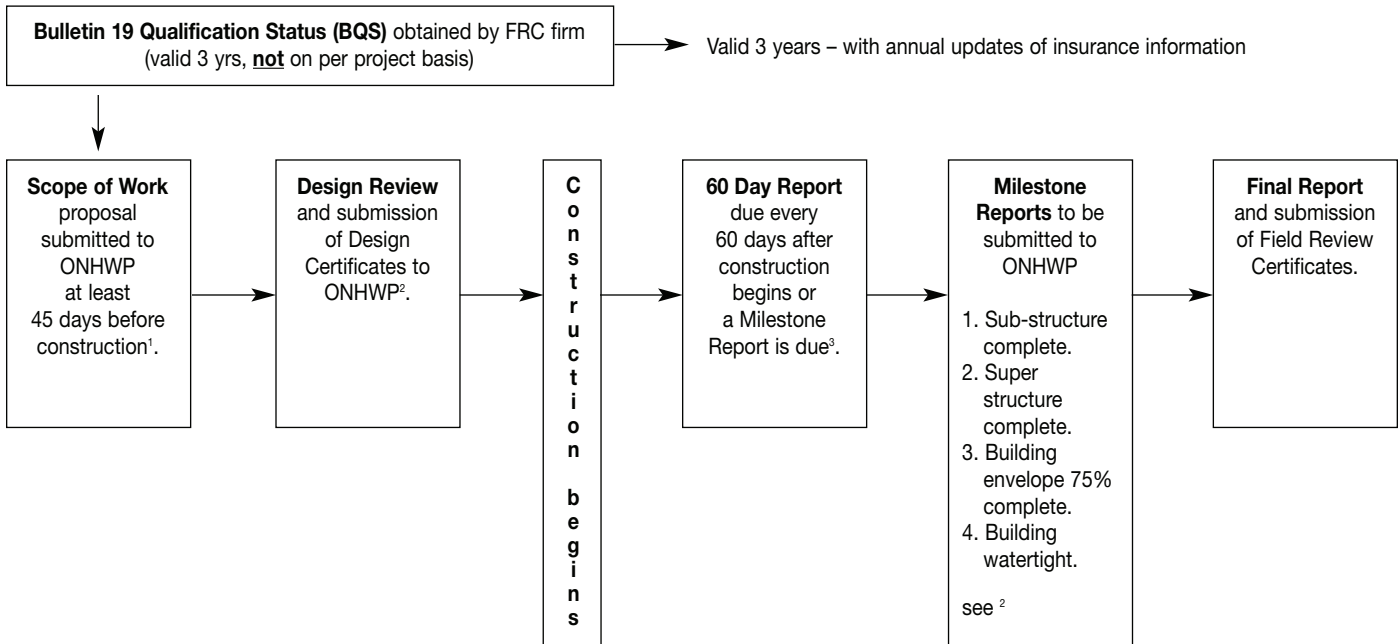 Bulletin 19 Qualification Status (BQS) obtained by FRC firm
(valid 3 yrs, not on per project basis)
Valid 3 years – with annual updates of insurance information
Scope of Work
proposal
submitted to
ONHWP
at least
45 days before
construction¹.
Design Review
and submission
of Design
Certificates to
ONHWP².
C
o
n
s
t
r
u
c
t
i
o
n
b
e
g
i
n
s
60 Day Report
due every
60 days after
construction
begins or
a Milestone
Report is due³.
Milestone
Reports to be
submitted to
ONHWP
1. Sub-structure
complete.
2. Super
structure
complete.
3. Building
envelope 75%
complete.
4. Building
watertight.
see ²
Final Report
and submission
of Field Review
Certificates.